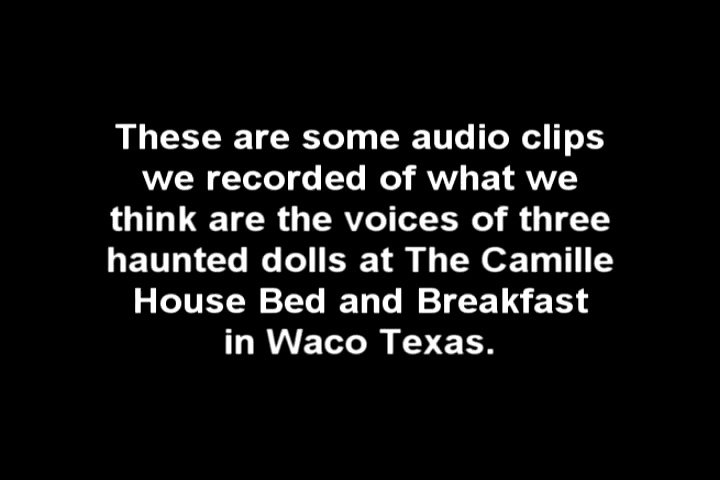 These are some audio clips
we recorded of what we
think are the voices of three
haunted dolls at The Camille
House Bed and Breakfast
in Waco Texas.